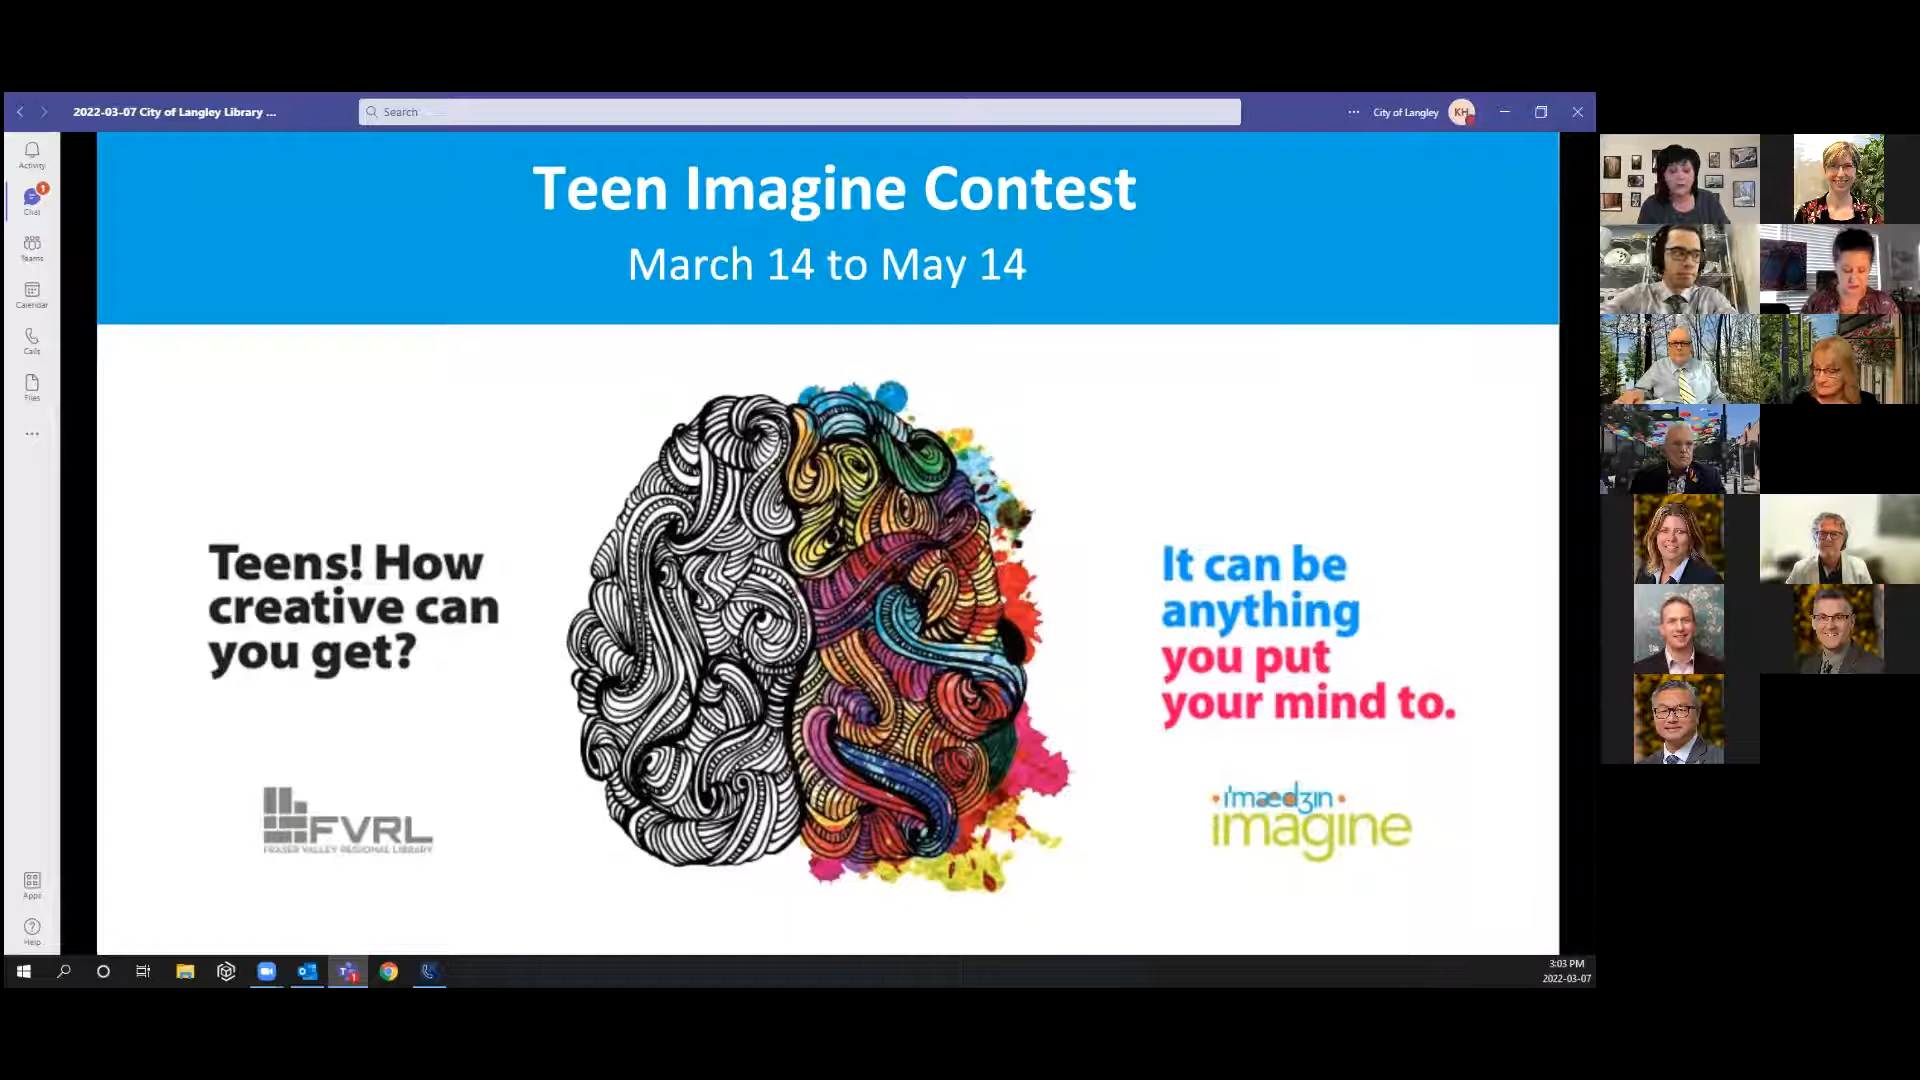 2022-03-07 City of Langley Library ...
Search
City of Langley
KH
Activity
1
Chat
Teams
Calendar
Calls
Files
Apps
Help
Teen Imagine Contest
March 14 to May 14
Teens! How
creative can
you get?
It can be
anything
you put
your mind to.
FVRL
FRASER VALLEY REGIONAL LIBRARY
i'mædʒin
imagine
3:03 PM
2022-03-07